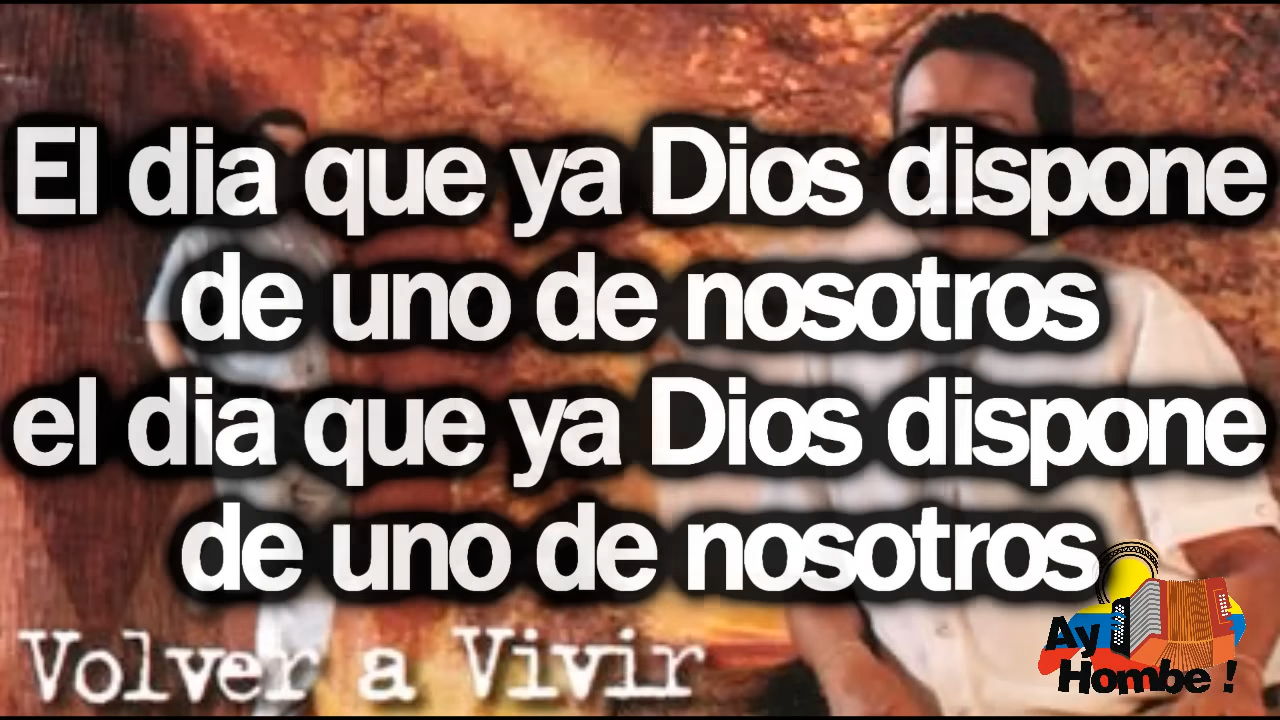 El dia que ya Dios dispone
de uno de nosotros
el dia que ya Dios dispone
de uno de nosotros
Volver a Vivir
Ay
Hombe !